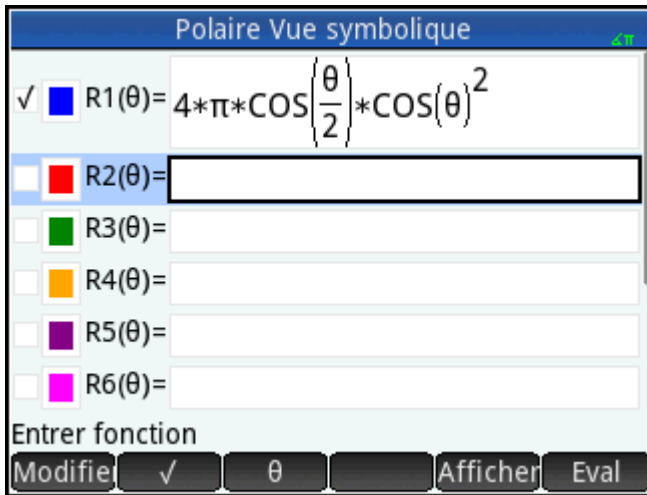 Polaire Vue symbolique
∡π
√ R1(θ)= 4*π*COS(θ/2)*COS(θ)²
R2(θ)=
R3(θ)=
R4(θ)=
R5(θ)=
R6(θ)=
Entrer fonction
Modifie √ θ Afficher Eval